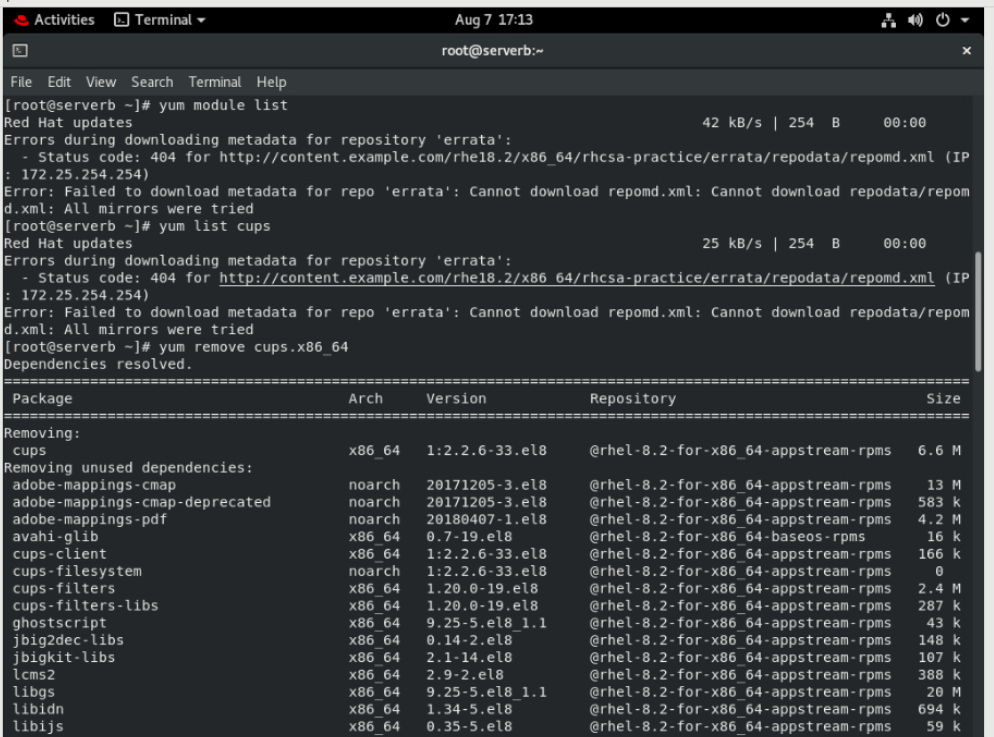 Activities Terminal Aug 7 17:13
root@serverb:~ ×
File Edit View Search Terminal Help
[root@serverb ~]# yum module list
Red Hat updates 42 kB/s | 254 B 00:00
Errors during downloading metadata for repository 'errata':
- Status code: 404 for http://content.example.com/rhe18.2/x86_64/rhcsa-practice/errata/repodata/repomd.xml (IP
: 172.25.254.254)
Error: Failed to download metadata for repo 'errata': Cannot download repomd.xml: Cannot download repodata/repom
d.xml: All mirrors were tried
[root@serverb ~]# yum list cups
Red Hat updates 25 kB/s | 254 B 00:00
Errors during downloading metadata for repository 'errata':
- Status code: 404 for http://content.example.com/rhe18.2/x86_64/rhcsa-practice/errata/repodata/repomd.xml (IP
: 172.25.254.254)
Error: Failed to download metadata for repo 'errata': Cannot download repomd.xml: Cannot download repodata/repom
d.xml: All mirrors were tried
[root@serverb ~]# yum remove cups.x86_64
Dependencies resolved.
================================================================================
Package Arch Version Repository Size
================================================================================
Removing:
cups x86_64 1:2.2.6-33.el8 @rhel-8.2-for-x86_64-appstream-rpms 6.6 M
Removing unused dependencies:
adobe-mappings-cmap noarch 20171205-3.el8 @rhel-8.2-for-x86_64-appstream-rpms 13 M
adobe-mappings-cmap-deprecated noarch 20171205-3.el8 @rhel-8.2-for-x86_64-appstream-rpms 583 k
adobe-mappings-pdf noarch 20180407-1.el8 @rhel-8.2-for-x86_64-appstream-rpms 4.2 M
avahi-glib x86_64 0.7-19.el8 @rhel-8.2-for-x86_64-baseos-rpms 16 k
cups-client x86_64 1:2.2.6-33.el8 @rhel-8.2-for-x86_64-appstream-rpms 166 k
cups-filesystem noarch 1:2.2.6-33.el8 @rhel-8.2-for-x86_64-appstream-rpms 0
cups-filters x86_64 1.20.0-19.el8 @rhel-8.2-for-x86_64-appstream-rpms 2.4 M
cups-filters-libs x86_64 1.20.0-19.el8 @rhel-8.2-for-x86_64-appstream-rpms 287 k
ghostscript x86_64 9.25-5.el8_1.1 @rhel-8.2-for-x86_64-appstream-rpms 43 k
jbig2dec-libs x86_64 0.14-2.el8 @rhel-8.2-for-x86_64-appstream-rpms 148 k
jbigkit-libs x86_64 2.1-14.el8 @rhel-8.2-for-x86_64-appstream-rpms 107 k
lcms2 x86_64 2.9-2.el8 @rhel-8.2-for-x86_64-appstream-rpms 388 k
libgs x86_64 9.25-5.el8_1.1 @rhel-8.2-for-x86_64-appstream-rpms 20 M
libidn x86_64 1.34-5.el8 @rhel-8.2-for-x86_64-appstream-rpms 694 k
libijs x86_64 0.35-5.el8 @rhel-8.2-for-x86_64-appstream-rpms 59 k